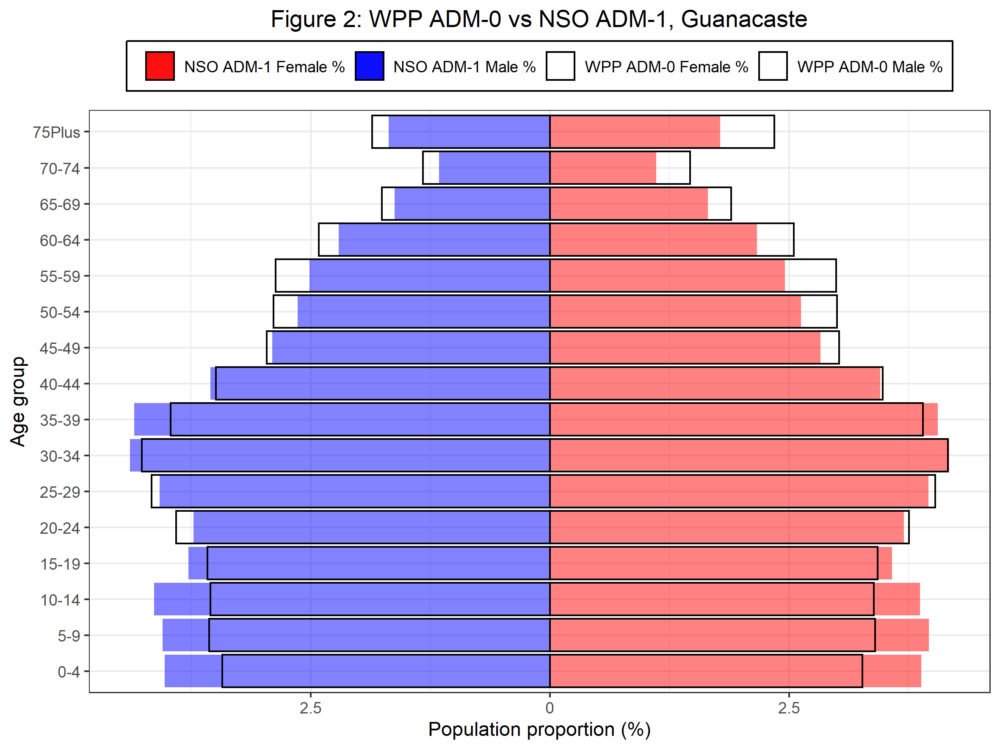 Figure 2: WPP ADM-0 vs NSO ADM-1, Guanacaste
NSO ADM-1 Female % NSO ADM-1 Male % WPP ADM-0 Female % WPP ADM-0 Male %
75Plus
70-74
65-69
60-64
55-59
50-54
45-49
40-44
35-39
30-34
25-29
20-24
15-19
10-14
5-9
0-4
Age group
2.5 0 2.5
Population proportion (%)